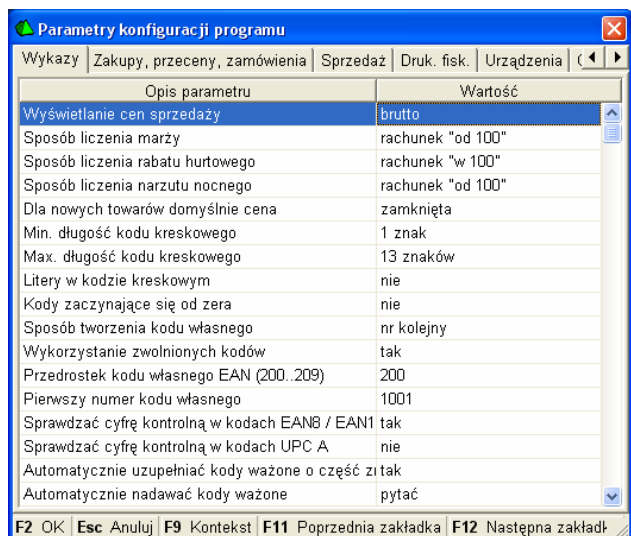 Parametry konfiguracji programu
Wykazy Zakupy, przeceny, zamówienia Sprzedaż Druk. fisk. Urządzenia
Opis parametru Wartość
Wyświetlanie cen sprzedaży brutto
Sposób liczenia marży rachunek "od 100"
Sposób liczenia rabatu hurtowego rachunek "w 100"
Sposób liczenia narzutu nocnego rachunek "od 100"
Dla nowych towarów domyślnie cena zamknięta
Min. długość kodu kreskowego 1 znak
Max. długość kodu kreskowego 13 znaków
Litery w kodzie kreskowym nie
Kody zaczynające się od zera nie
Sposób tworzenia kodu własnego nr kolejny
Wykorzystanie zwolnionych kodów tak
Przedrostek kodu własnego EAN (200..209) 200
Pierwszy numer kodu własnego 1001
Sprawdzać cyfrę kontrolną w kodach EAN8 / EAN1 tak
Sprawdzać cyfrę kontrolną w kodach UPC A nie
Automatycznie uzupełniać kody ważone o część tak
Automatycznie nadawać kody ważone pytać
F2 OK Esc Anuluj F9 Kontekst F11 Poprzednia zakładka F12 Następna zakład